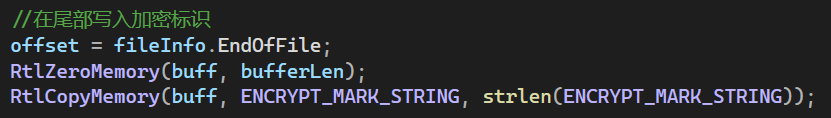 //在尾部写入加密标识
offset = fileInfo.EndOfFile;
RtlZeroMemory(buff, bufferLen);
RtlCopyMemory(buff, ENCRYPT_MARK_STRING, strlen(ENCRYPT_MARK_STRING));